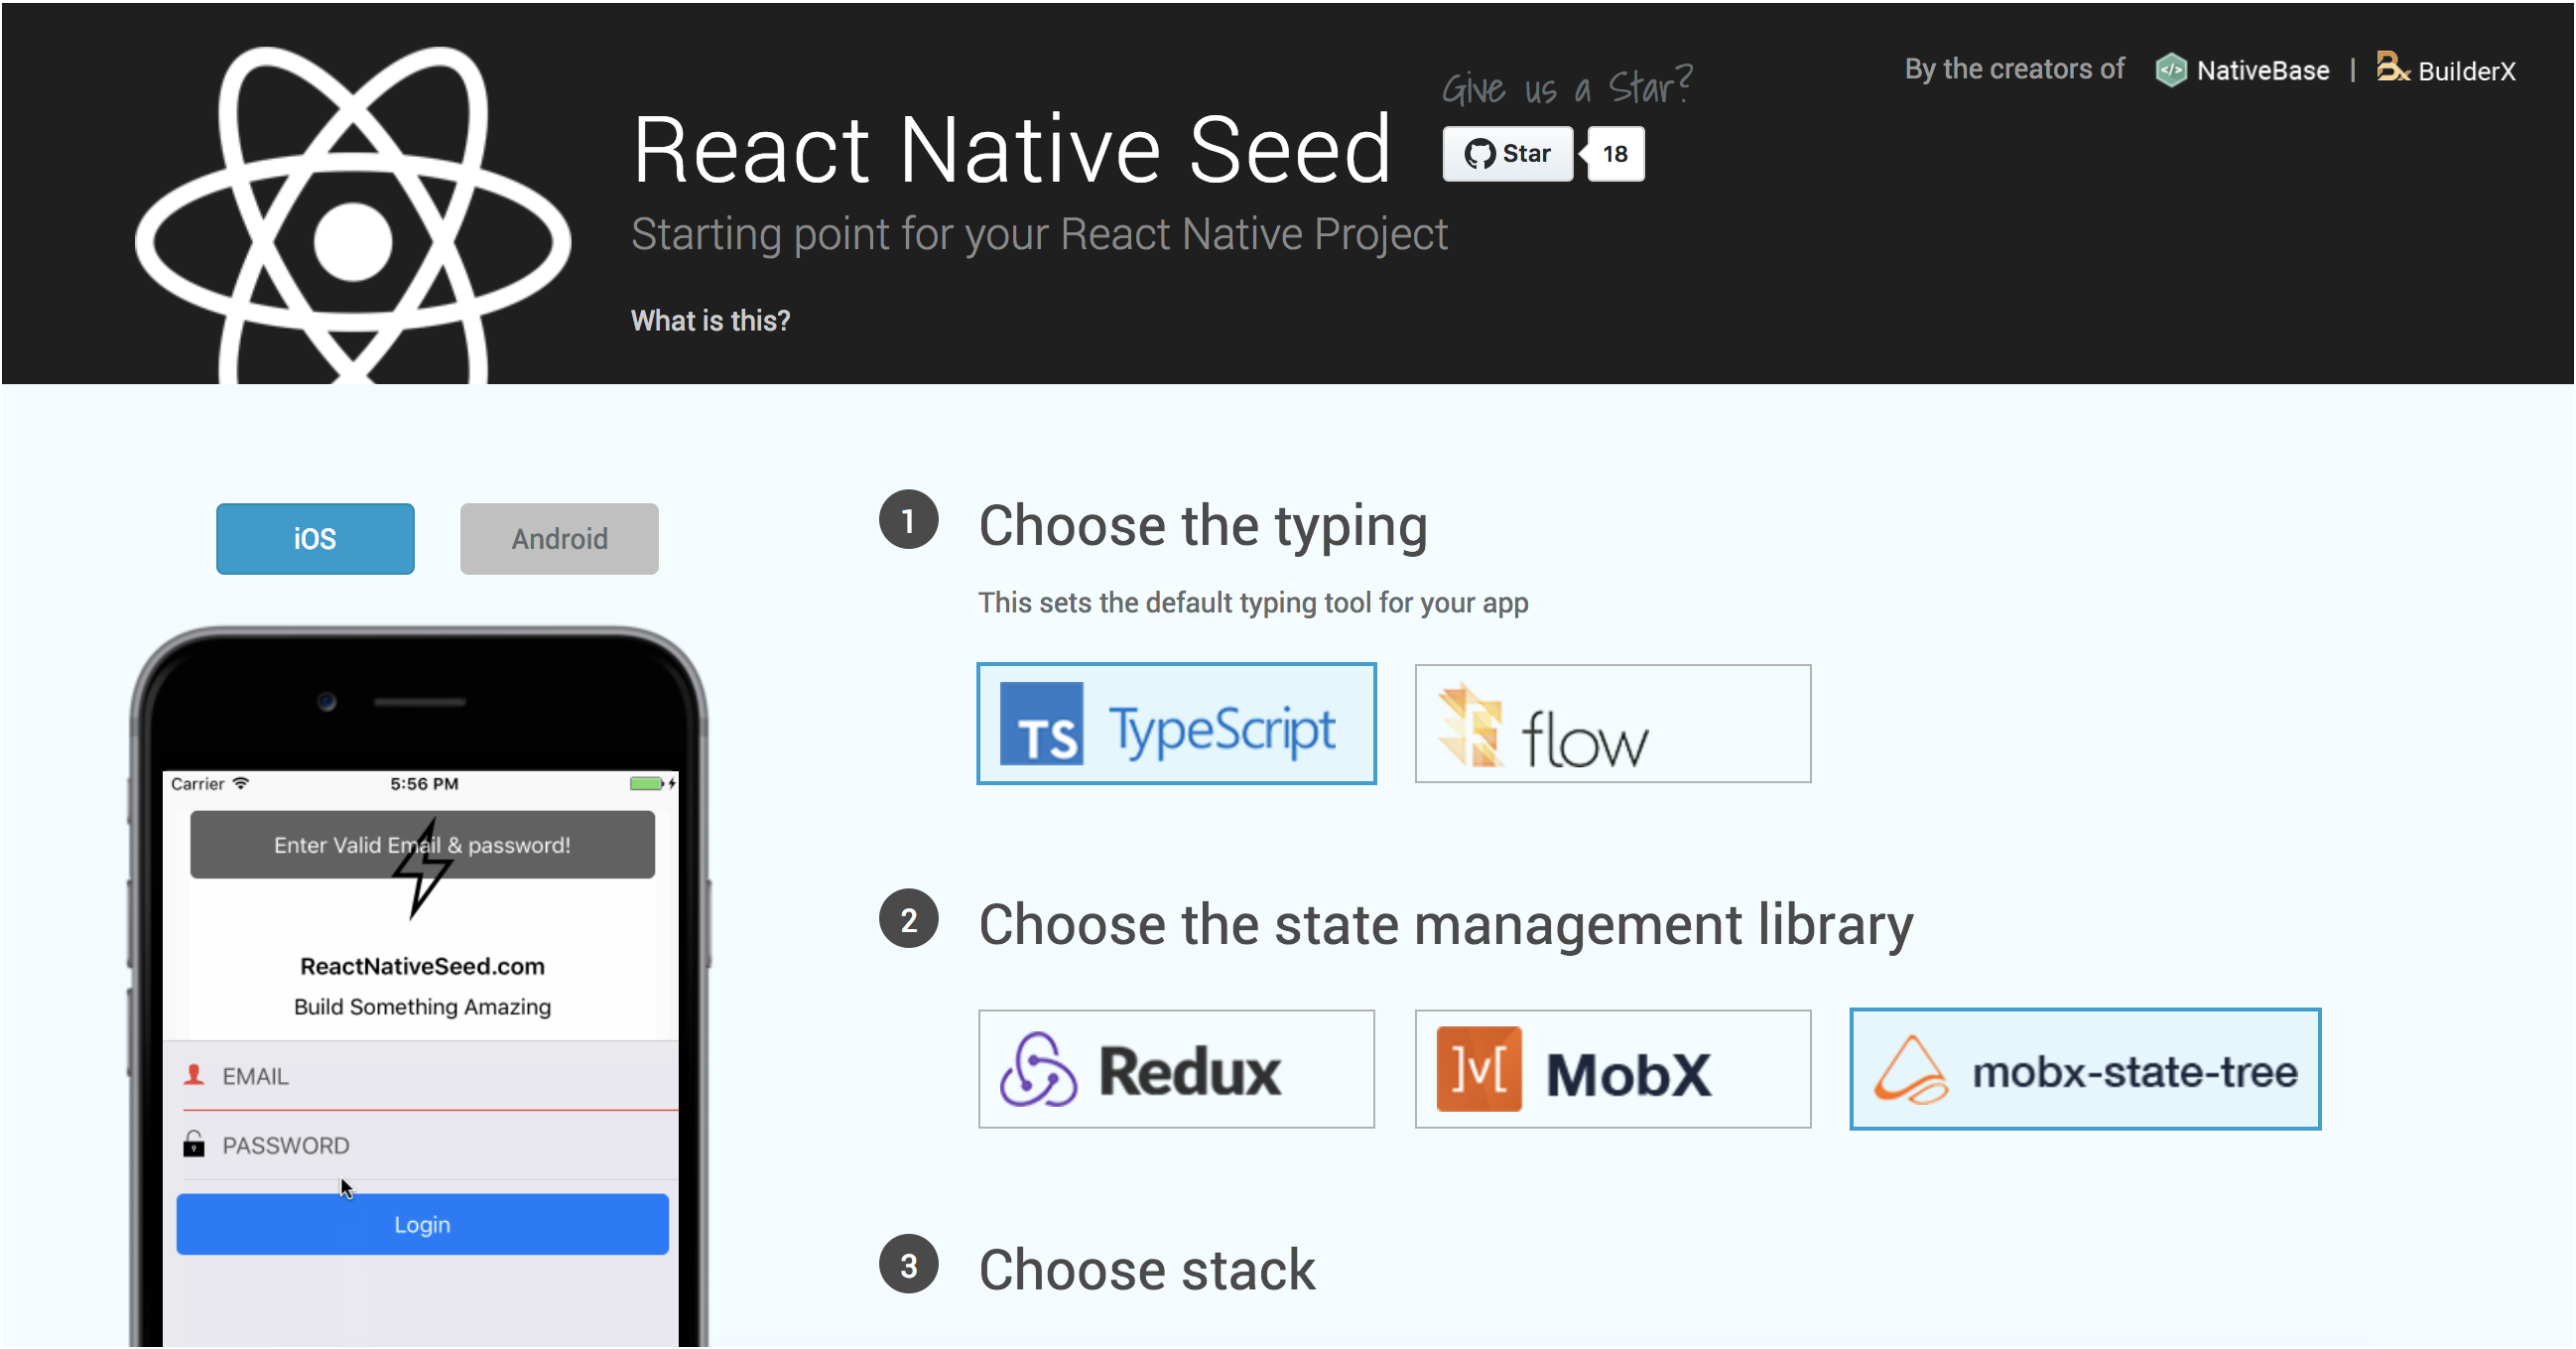 By the creators of NativeBase | BuilderX
Give us a Star?
React Native Seed
Star 18
Starting point for your React Native Project
What is this?
iOS Android
Carrier 5:56 PM
Enter Valid Email & password!
ReactNativeSeed.com
Build Something Amazing
EMAIL
PASSWORD
Login
1 Choose the typing
This sets the default typing tool for your app
TS TypeScript flow
2 Choose the state management library
Redux MobX mobx-state-tree
3 Choose stack